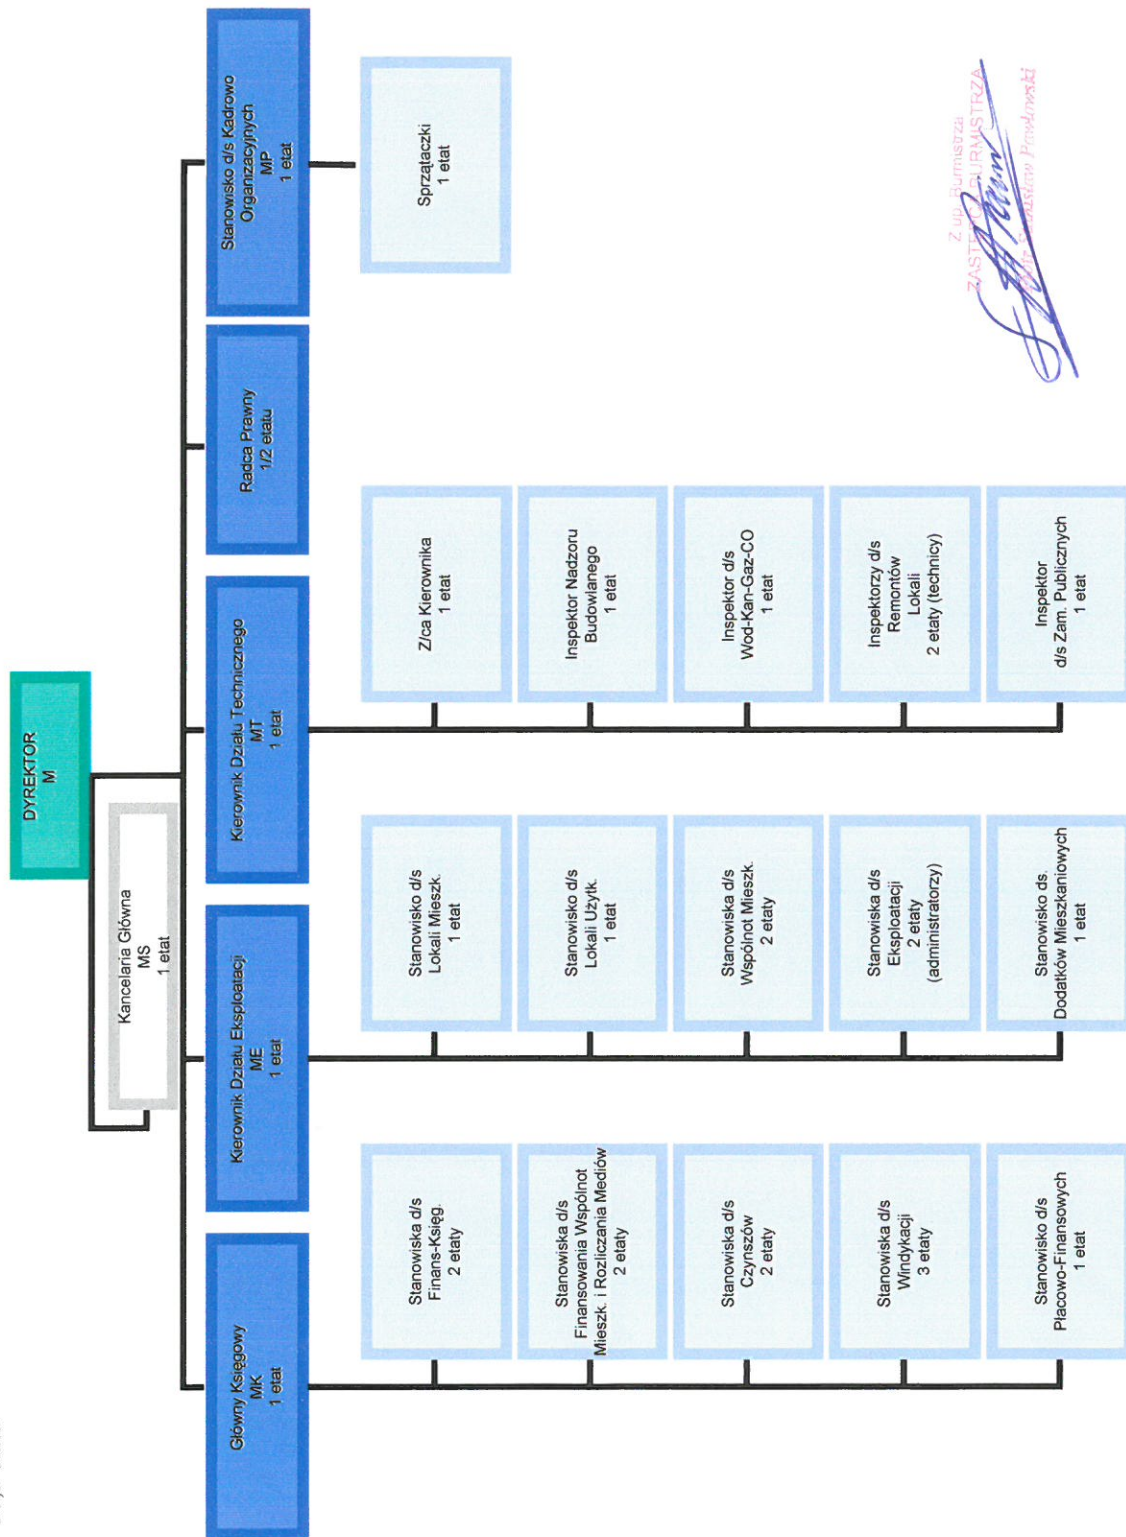 DYREKTOR
M
Kancelaria Główna
MS
1 etat
Główny Księgowy
MK
1 etat
Kierownik Działu Eksploatacji
ME
1 etat
Kierownik Działu Technicznego
MT
1 etat
Radca Prawny
1/2 etatu
Stanowisko d/s Kadrowo
Organizacyjnych
MP
1 etat
Stanowiska d/s
Finans-Księg.
2 etaty
Stanowiska d/s
Finansowania Wspólnot
Mieszk. i Rozliczania Mediów
2 etaty
Stanowiska d/s
Czynszów
2 etaty
Stanowiska d/s
Windykacji
3 etaty
Stanowisko d/s
Płacowo-Finansowych
1 etat
Stanowisko d/s
Lokali Mieszk.
1 etat
Stanowisko d/s
Lokali Użytk.
1 etat
Stanowiska d/s
Wspólnot Mieszk.
2 etaty
Stanowiska d/s
Eksploatacji
2 etaty
(administratorzy)
Stanowisko ds.
Dodatków Mieszkaniowych
1 etat
Z/ca Kierownika
1 etat
Inspektor Nadzoru
Budowlanego
1 etat
Inspektor d/s
Wod-Kan-Gaz-CO
1 etat
Inspektorzy d/s
Remontów
Lokali
2 etaty (technicy)
Inspektor
d/s Zam. Publicznych
1 etat
Sprzątaczki
1 etat
Z up. Burmistrza
ZASTĘPCA BURMISTRZA
Pawłowski